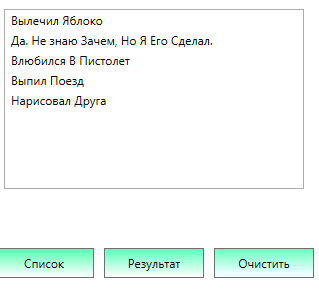 Вылечил Яблоко
Да. Не знаю Зачем, Но Я Его Сделал.
Влюбился В Пистолет
Выпил Поезд
Нарисовал Друга
Список Результат Очистить